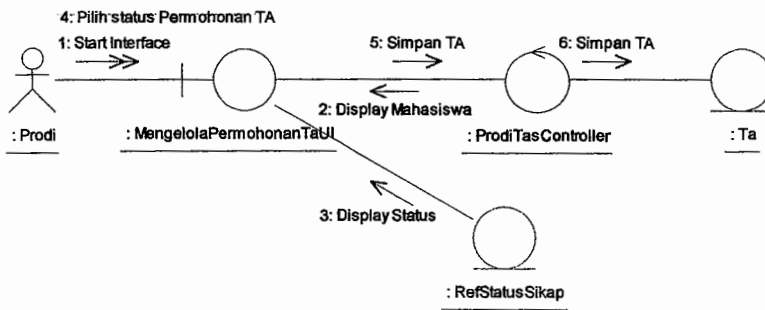 4: Pilih status Permohonan TA
1: Start Interface
5: Simpan TA
6: Simpan TA
2: Display Mahasiswa
: Prodi
: MengelolaPermohonanTaUI
: ProdiTasController
: Ta
3: Display Status
: RefStatusSikap